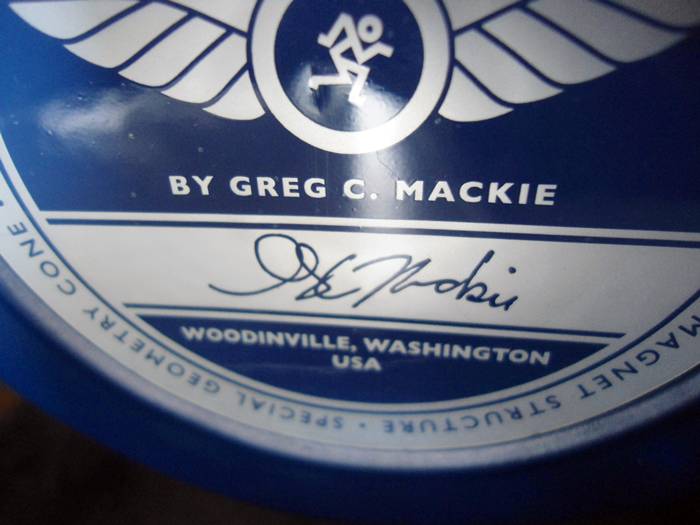 BY GREG C. MACKIE
WOODINVILLE, WASHINGTON
USA
MAGNET STRUCTURE • SPECIAL GEOMETRY CONE